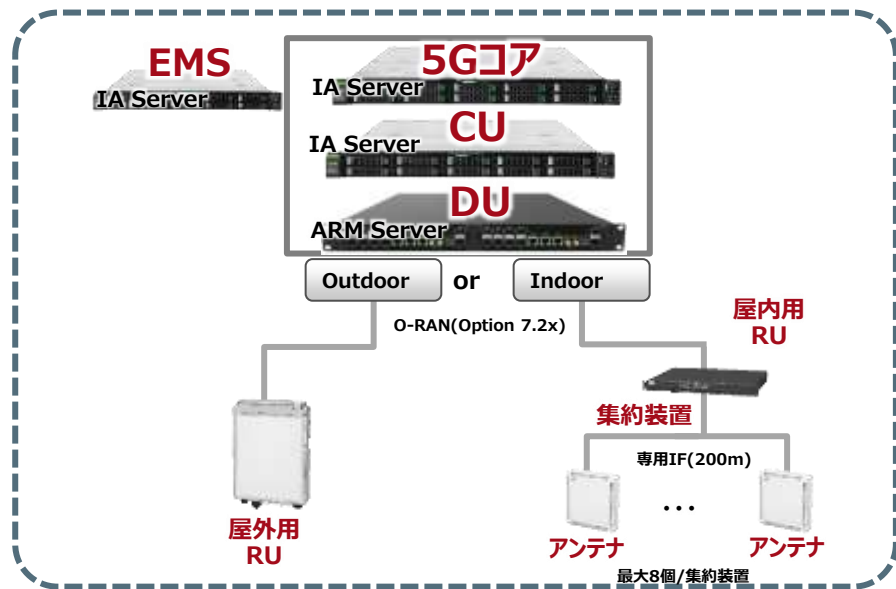 EMS
IA Server
5Gコア
IA Server
CU
IA Server
DU
ARM Server
Outdoor
or
Indoor
O-RAN(Option 7.2x)
屋内用
RU
集約装置
専用IF(200m)
屋外用
RU
アンテナ
...
アンテナ
最大8個/集約装置